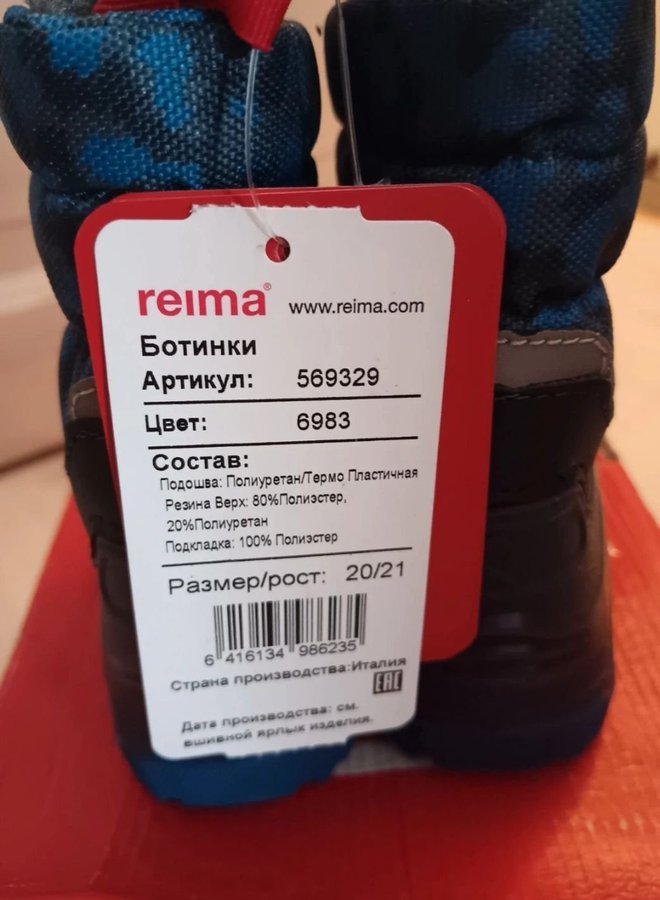 reima®
www.reima.com
Ботинки
Артикул: 569329
Цвет: 6983
Состав:
Подошва: Полиуретан/Термо Пластичная
Резина Верх: 80%Полиэстер,
20%Полиуретан
Подкладка: 100% Полиэстер
Размер/рост: 20/21
6 416134 986235
Страна производства:Италия
EAC
Дата производства: см.
вшивной ярлык изделия.